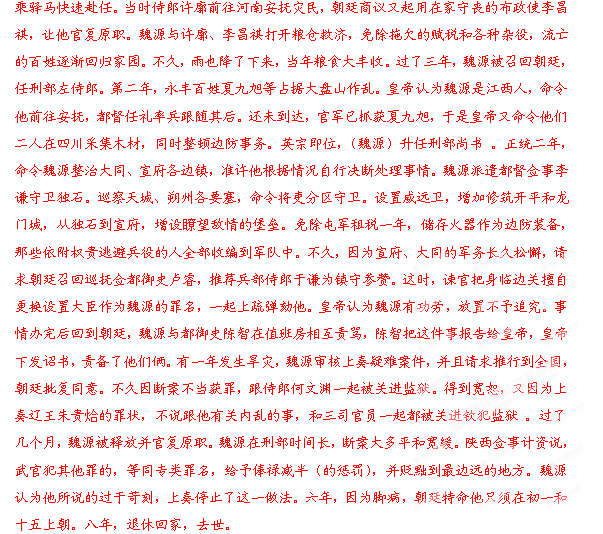 乘驿马快速赴任。当时侍郎许廓前往河南安抚灾民，朝廷商议又起用在家守丧的布政使李昌
祺，让他官复原职。魏源与许廓、李昌祺打开粮仓救济，免除拖欠的赋税和各种杂役，流亡
的百姓逐渐回归家园。不久，雨也降了下来，当年粮食大丰收。过了三年，魏源被召回朝廷，
任刑部左侍郎。第二年，永丰百姓夏九旭等占据大盘山作乱。皇帝认为魏源是江西人，命令
他前往安抚，都督任礼率兵跟随其后。还未到达，官军已抓获夏九旭，于是皇帝又命令他们
二人在四川采集木材，同时整顿边防事务。英宗即位，（魏源）升任刑部尚书 。正统二年，
命令魏源整治大同、宣府各边镇，准许他根据情况自行决断处理事情。魏源派遣都督佥事李
谦守卫独石。巡察天城、朔州各要塞，命令将吏分区守卫。设置威远卫，增加修筑开平和龙
门城，从独石到宣府，增设瞭望敌情的堡垒。免除屯军租税一年，储存火器作为边防装备，
那些依附权贵逃避兵役的人全部收编到军队中。不久，因为宣府、大同的军务长久松懈，请
求朝廷召回巡抚佥都御史卢睿，推荐兵部侍郎于谦为镇守参赞。这时，谏官把身临边关擅自
更换设置大臣作为魏源的罪名，一起上疏弹劾他。皇帝认为魏源有功劳，放置不予追究。事
情办完后回到朝廷，魏源与都御史陈智在值班房相互责骂，陈智把这件事报告给皇帝，皇帝
下发诏书，责备了他们俩。有一年发生旱灾，魏源审核上奏疑难案件，并且请求推行到全国，
朝廷批复同意。不久因断案不当获罪，跟侍郎何文渊一起被关进监狱。得到宽恕，又因为上
奏辽王朱贵烚的罪状，不说跟他有关内乱的事，和三司官员一起都被关进钦犯监狱 。过了
几个月，魏源被释放并官复原职。魏源在刑部时间长，断案大多平和宽缓。陕西佥事计资说，
武官犯其他罪的，等同专类罪名，给予俸禄减半（的惩罚），并贬黜到最边远的地方。魏源
认为他所说的过于苛刻，上奏停止了这一做法。六年，因为脚病，朝廷特命他只须在初一和
十五上朝。八年，退休回家，去世。